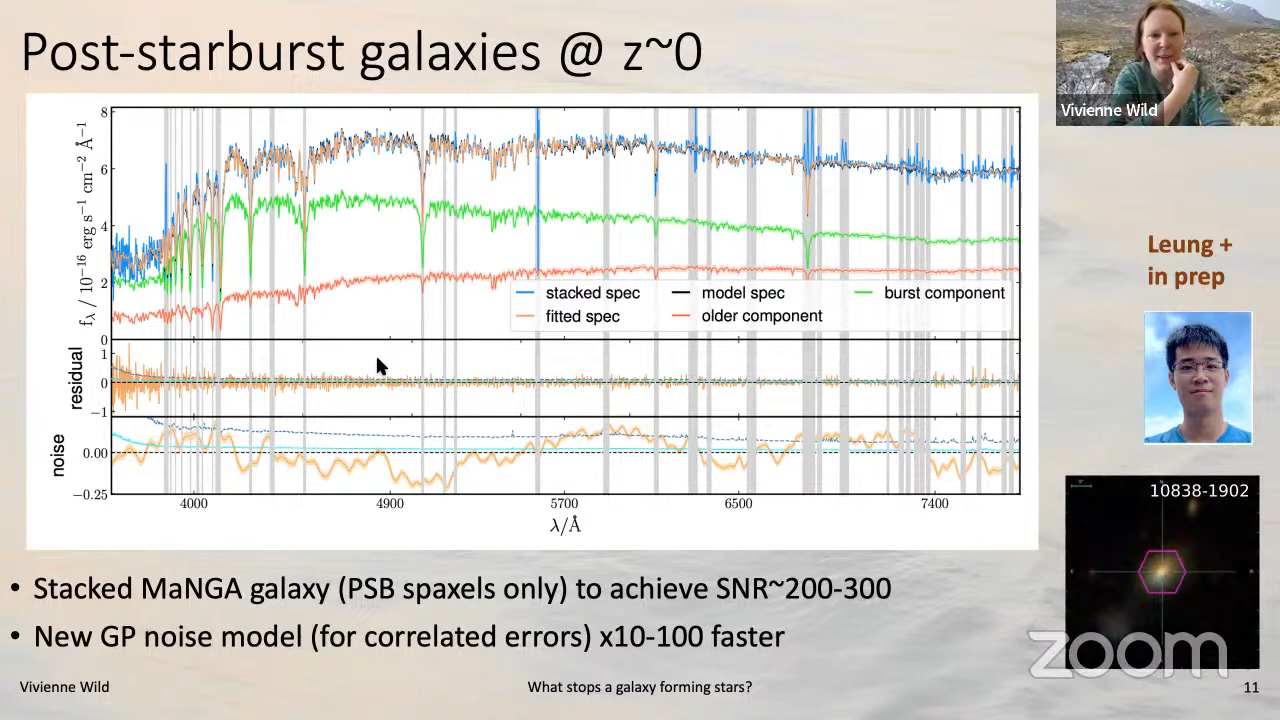 Post-starburst galaxies @ z~0
Vivienne Wild
8
6
4
2
0
fλ / 10⁻¹⁶ erg s⁻¹ cm⁻² Å⁻¹
stacked spec
model spec
burst component
fitted spec
older component
1
0
−1
residual
0.00
−0.25
noise
4000
4900
5700
6500
7400
λ/Å
Leung +
in prep
10838-1902
• Stacked MaNGA galaxy (PSB spaxels only) to achieve SNR~200-300
• New GP noise model (for correlated errors) x10-100 faster
zoom
Vivienne Wild
What stops a galaxy forming stars?
11